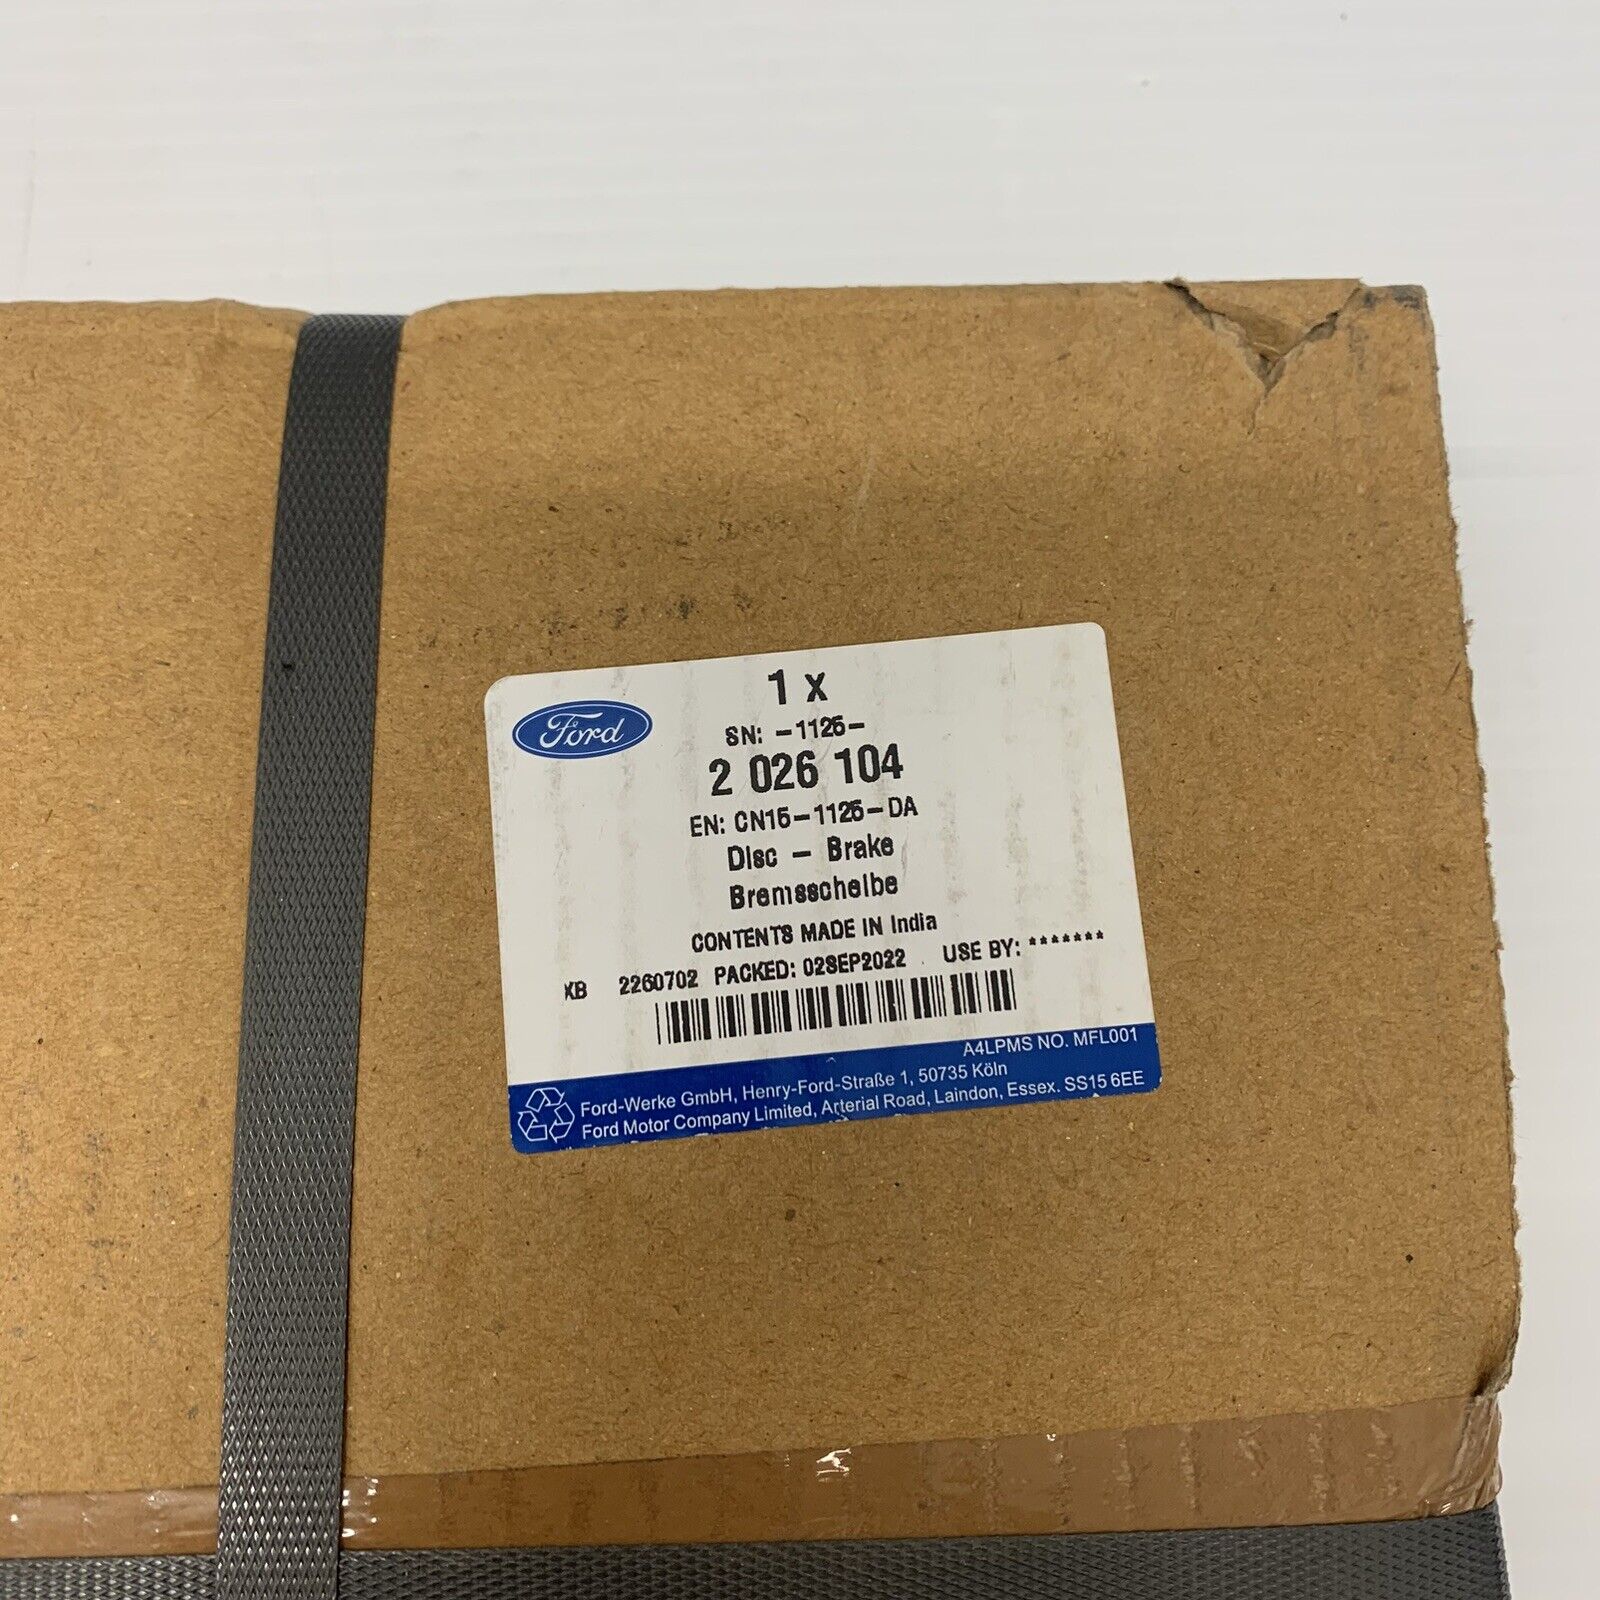 Ford
1 x
SN: -1125-
2 026 104
EN: CN15-1125-DA
Disc - Brake
Bremsscheibe
CONTENTS MADE IN India
XB 2260702 PACKED: 02SEP2022 USE BY: *******
A4LPMS NO. MFL001
Ford-Werke GmbH, Henry-Ford-Straße 1, 50735 Köln
Ford Motor Company Limited, Arterial Road, Laindon, Essex. SS15 6EE